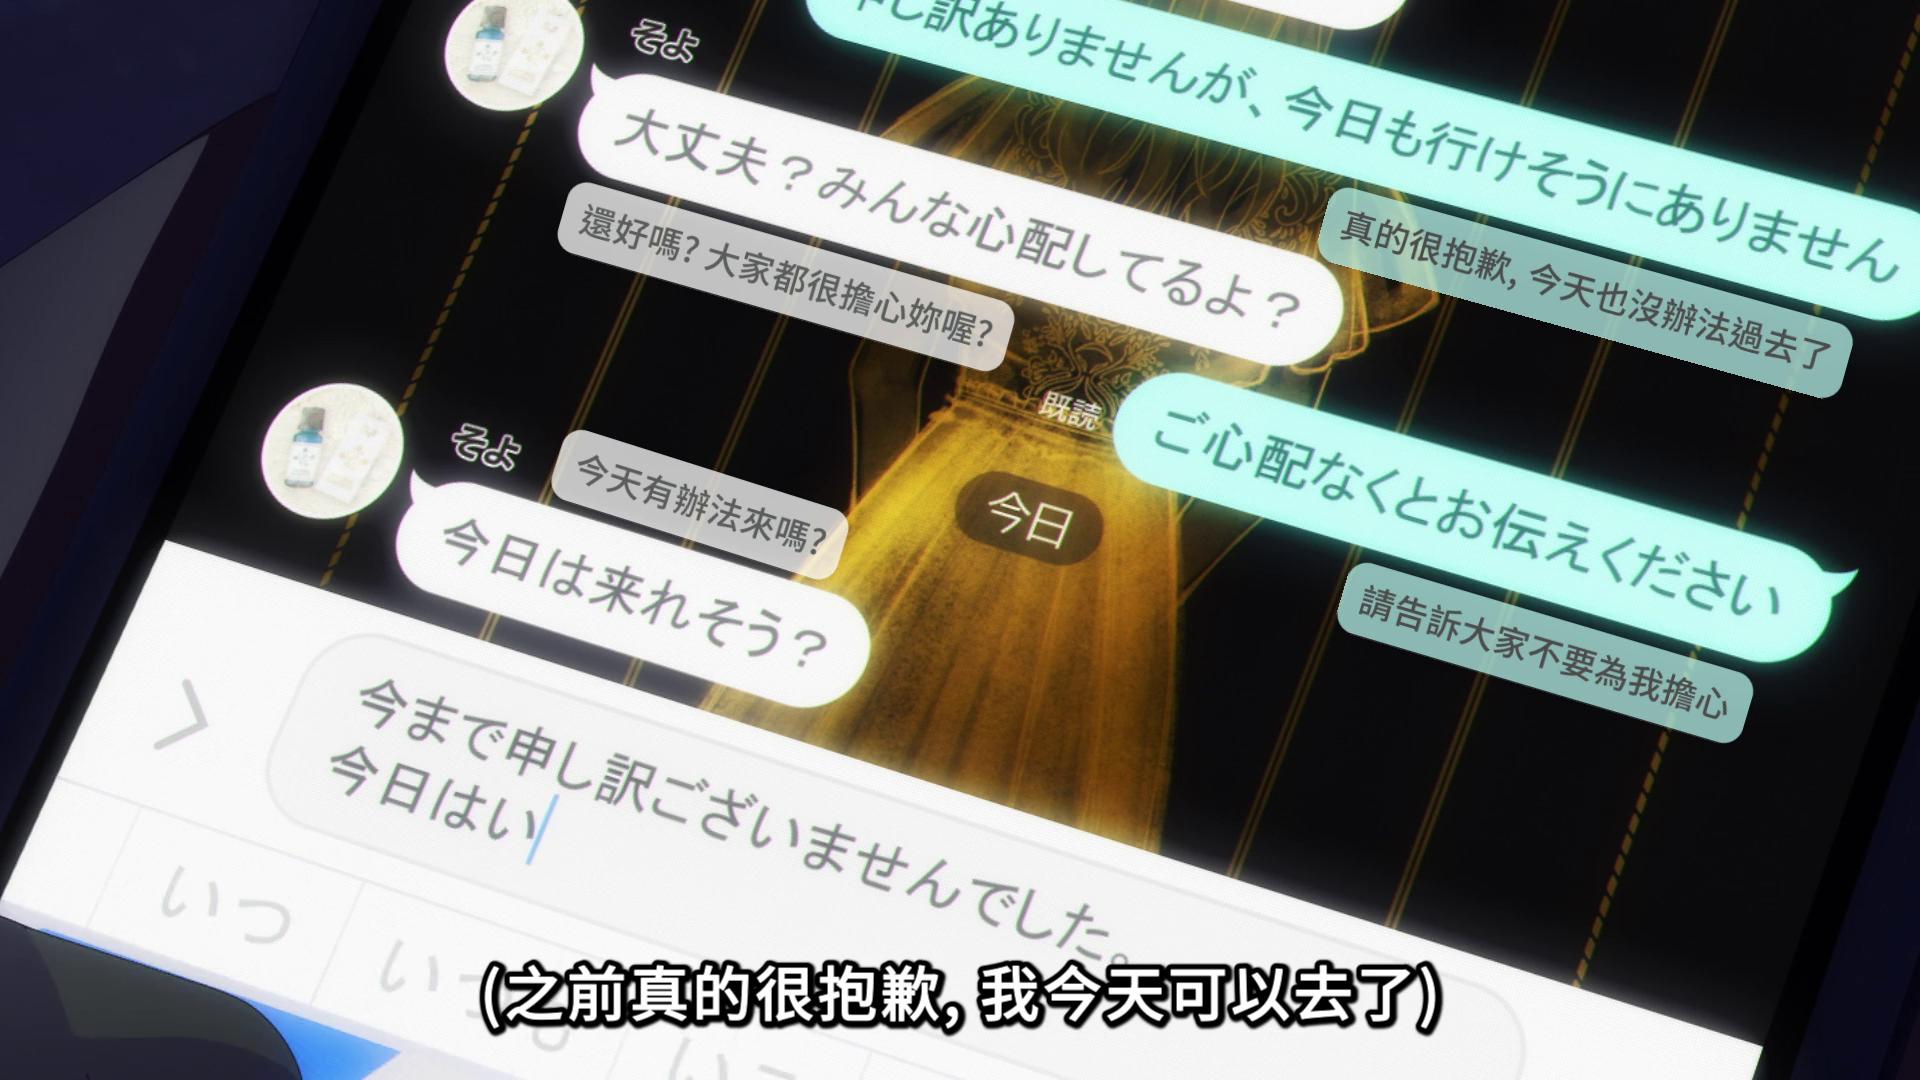 し訳ありませんが、今日も行けそうにありません
真的很抱歉, 今天也沒辦法過去了
そよ
大丈夫？みんな心配してるよ？
還好嗎? 大家都很擔心妳喔?
既読
ご心配なくとお伝えください
請告訴大家不要為我擔心
今日
そよ
今天有辦法來嗎?
今日は来れそう？
今まで申し訳ございませんでした。
今日はい
いつ
(之前真的很抱歉, 我今天可以去了)